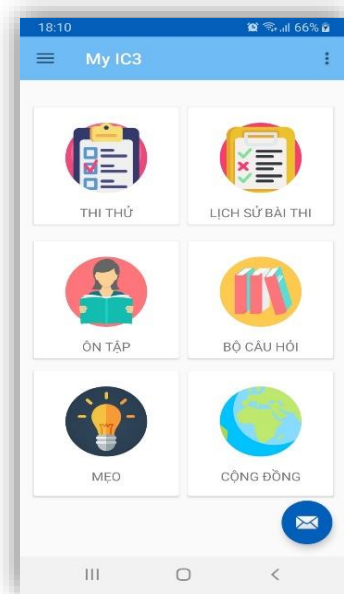 18:10 66%
My IC3
THI THỬ LỊCH SỬ BÀI THI
ÔN TẬP BỘ CÂU HỎI
MẸO CỘNG ĐỒNG